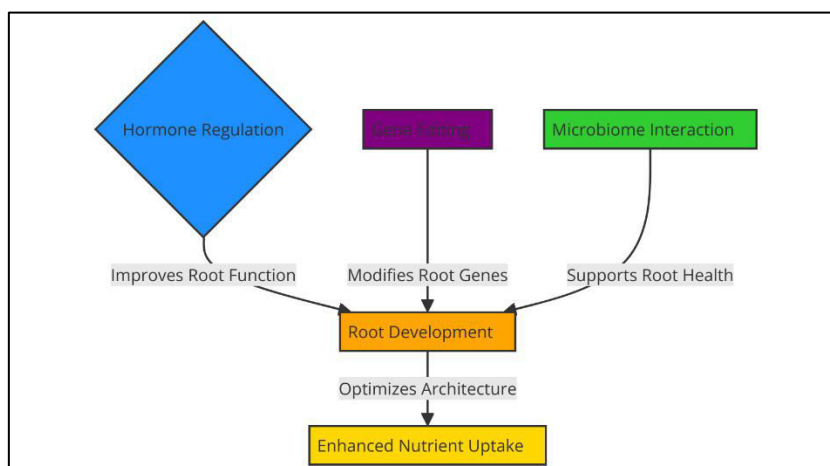 Hormone Regulation
Gene Editing
Microbiome Interaction
Improves Root Function
Modifies Root Genes
Supports Root Health
Root Development
Optimizes Architecture
Enhanced Nutrient Uptake